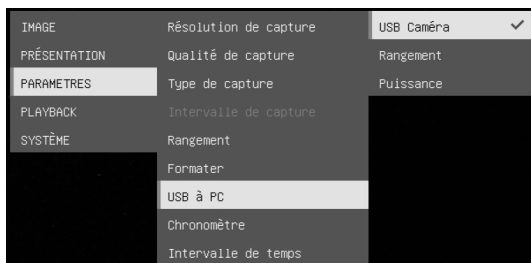 IMAGE
PRÉSENTATION
PARAMETRES
PLAYBACK
SYSTÈME
Résolution de capture
Qualité de capture
Type de capture
Intervalle de capture
Rangement
Formater
USB à PC
Chronomètre
Intervalle de temps
USB Caméra
Rangement
Puissance